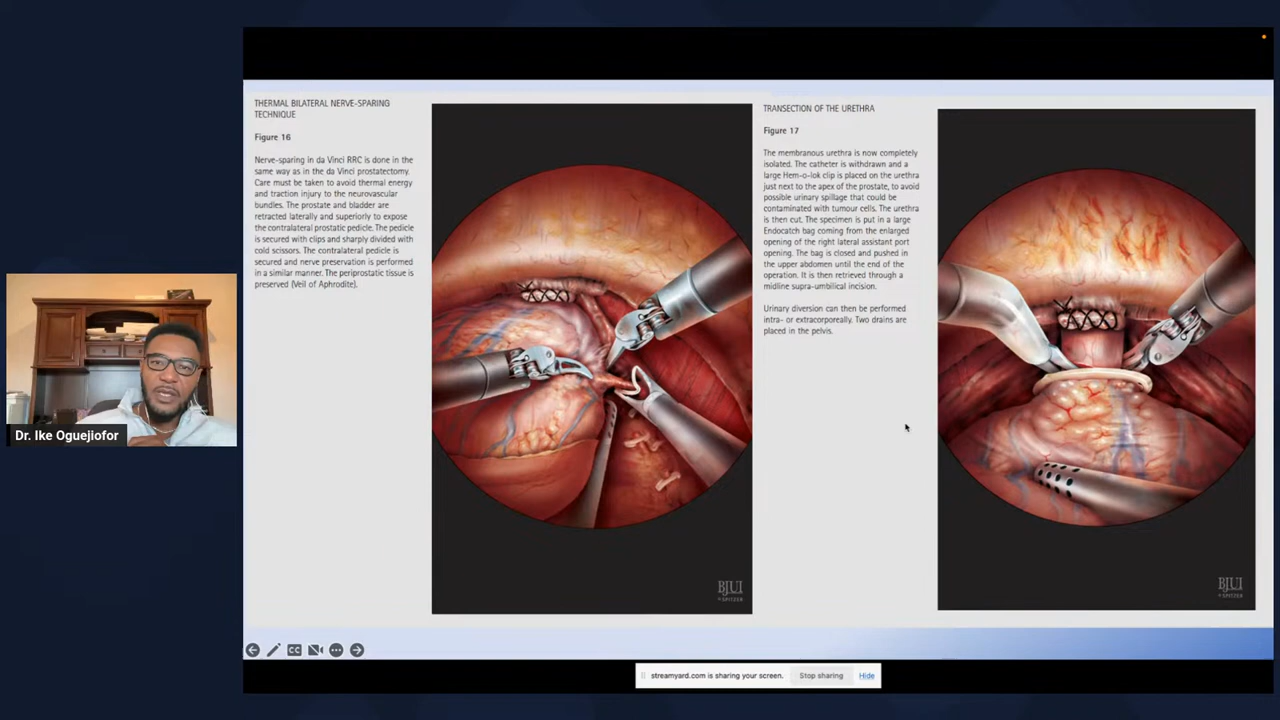 THERMAL BILATERAL NERVE-SPARING
TECHNIQUE
Figure 16
Nerve-sparing in da Vinci RRC is done in the
same way as in the da Vinci prostatectomy.
Care must be taken to avoid thermal energy
and traction injury to the neurovascular
bundles. The prostate and bladder are
retracted laterally and superiorly to expose
the contralateral prostatic pedicle. The pedicle
is secured with clips and sharply divided with
cold scissors. The contralateral pedicle is
secured and nerve preservation is performed
in a similar manner. The periprostatic tissue is
preserved (Veil of Aphrodite).
BJUI
SPITZER
TRANSECTION OF THE URETHRA
Figure 17
The membranous urethra is now completely
isolated. The catheter is withdrawn and a
large Hem-o-lok clip is placed on the urethra
just next to the apex of the prostate, to avoid
possible urinary spillage that could be
contaminated with tumour cells. The urethra
is then cut. The specimen is put in a large
Endocatch bag coming from the enlarged
opening of the right lateral assistant port
opening. The bag is closed and pushed in
the upper abdomen until the end of the
operation. It is then retrieved through a
midline supra-umbilical incision.
Urinary diversion can then be performed
intra- or extracorporeally. Two drains are
placed in the pelvis.
BJUI
SPITZER
Dr. Ike Oguejiofor
CC
streamyard.com is sharing your screen.
Stop sharing
Hide